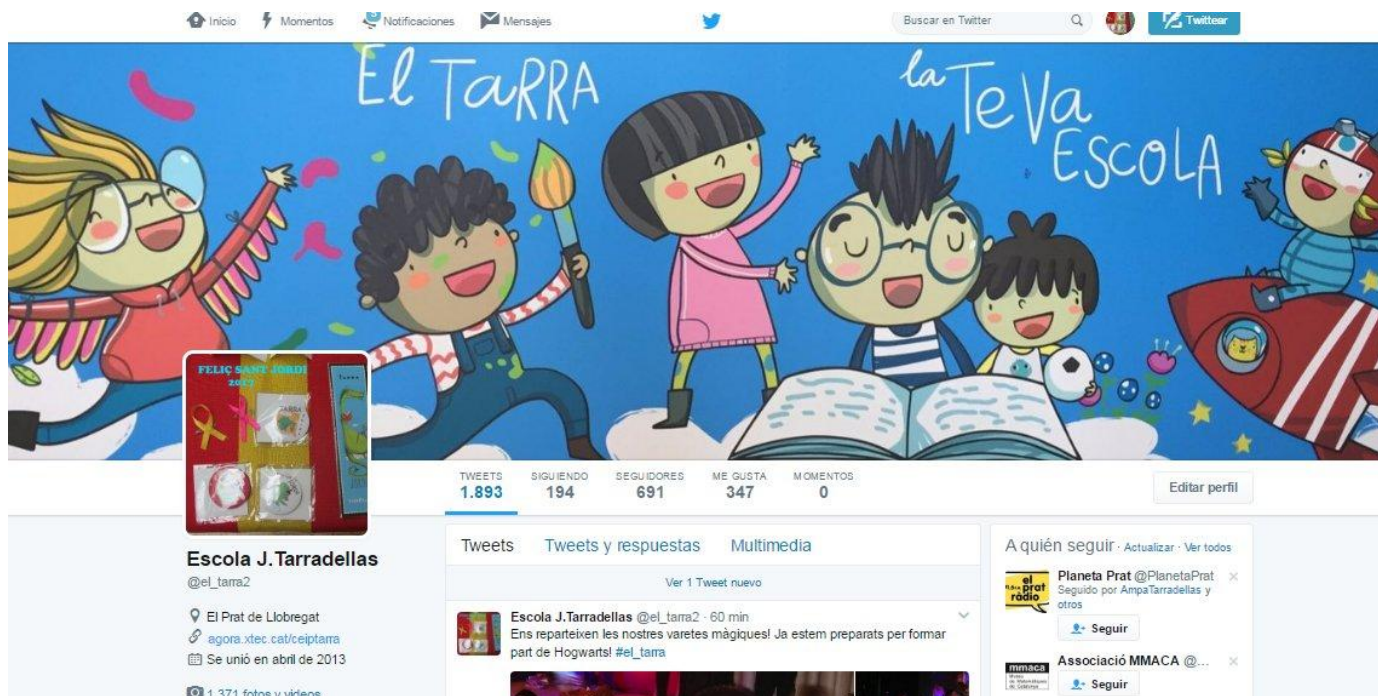 Inicio
Momentos
Notificaciones
Mensajes
Buscar en Twitter
Twittear
El TaRRA
la TeVa
ESCOLA
FELIÇ SANT JORDI
TARRA
TWEETS
1.893
SIGUIENDO
194
SEGUIDORES
691
ME GUSTA
347
MOMENTOS
0
Editar perfil
Escola J.Tarradellas
@el_tarra2
El Prat de Llobregat
agora.xtec.cat/ceiptarra
Se unió en abril de 2013
1.371 fotos y videos
Tweets
Tweets y respuestas
Multimedia
Ver 1 Tweet nuevo
Escola J.Tarradellas @el_tarra2 · 60 min
Ens reparteixen les nostres varetes màgiques! Ja estem preparats per formar
part de Hogwarts! #el_tarra
A quién seguir · Actualizar · Ver todos
el
prat
ràdio
Planeta Prat @PlanetaPrat
Seguido por AmpaTarradellas y
otros
Seguir
mmaca
Associació MMACA @...
Seguir